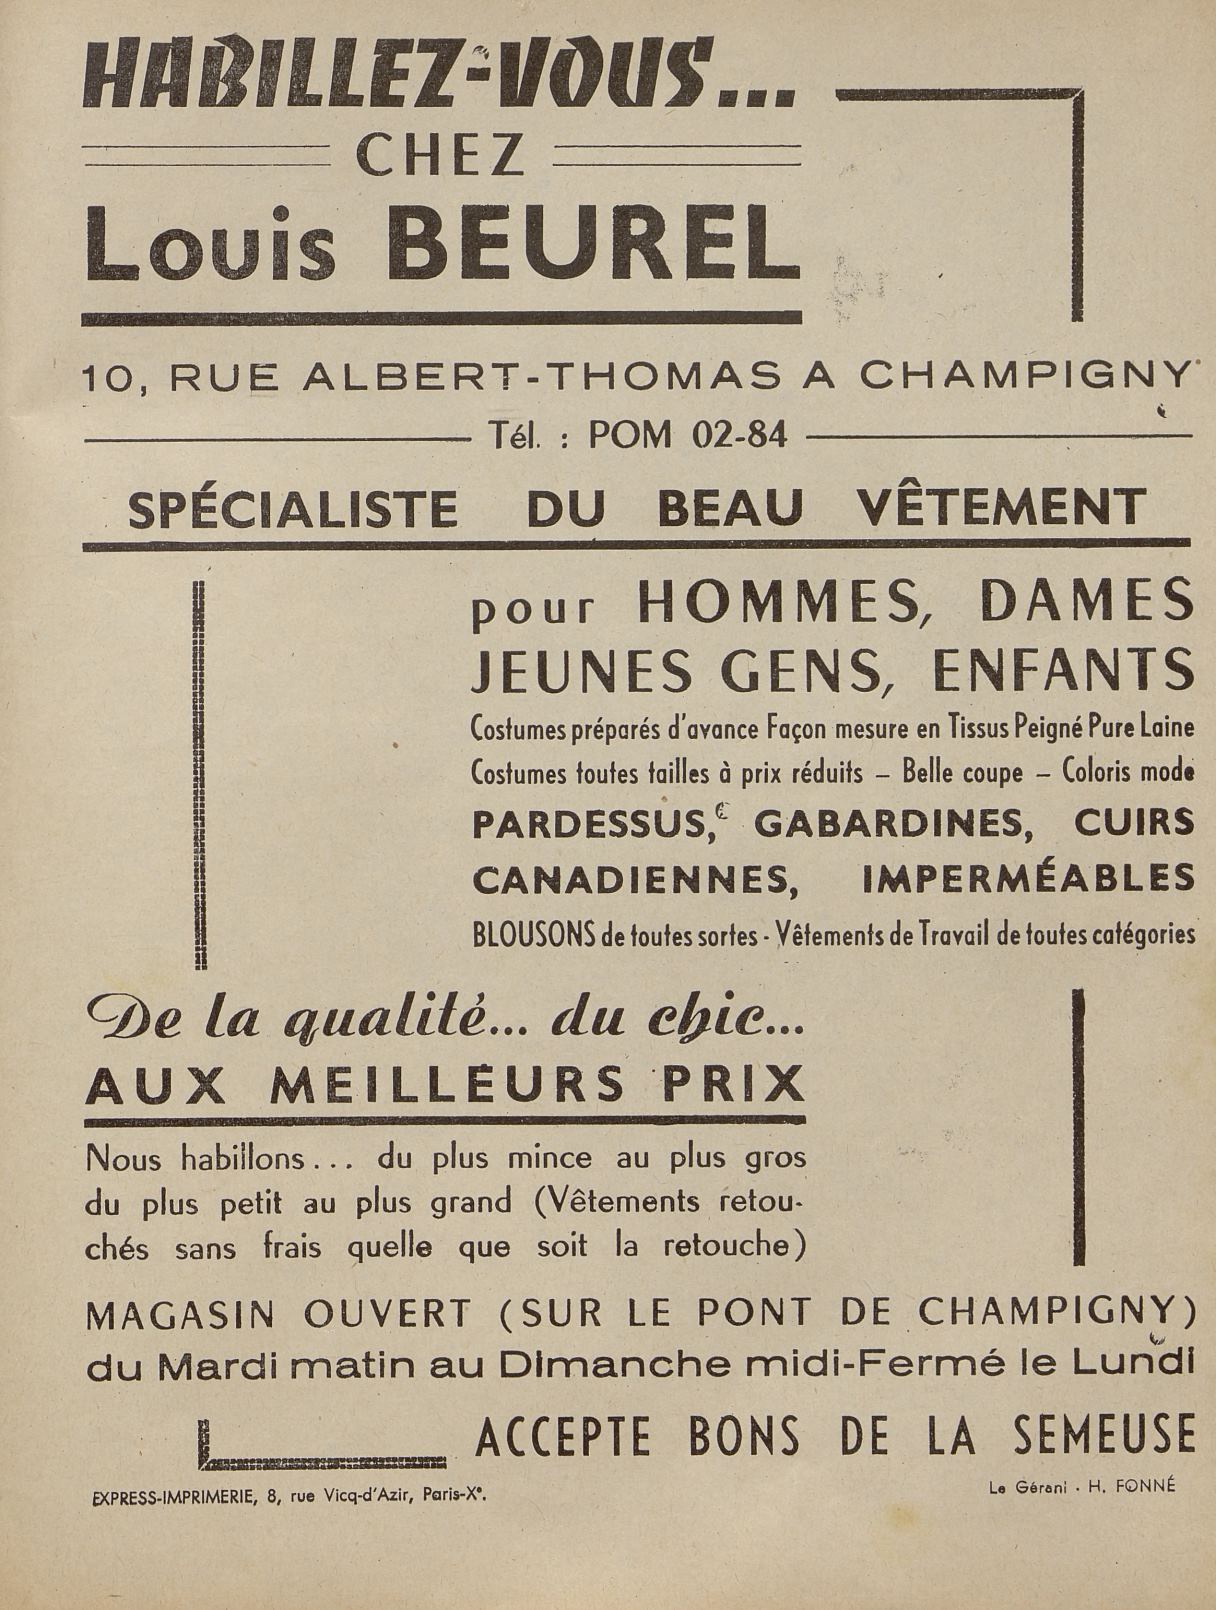 HABILLEZ-VOUS...
CHEZ
Louis BEUREL
10, RUE ALBERT-THOMAS A CHAMPIGNY
Tél. : POM 02-84
SPÉCIALISTE DU BEAU VÊTEMENT
pour HOMMES, DAMES
JEUNES GENS, ENFANTS
Costumes préparés d'avance Façon mesure en Tissus Peigné Pure Laine
Costumes toutes tailles à prix réduits – Belle coupe – Coloris mode
PARDESSUS, GABARDINES, CUIRS
CANADIENNES, IMPERMÉABLES
BLOUSONS de toutes sortes - Vêtements de Travail de toutes catégories
De la qualité... du chic...
AUX MEILLEURS PRIX
Nous habillons... du plus mince au plus gros
du plus petit au plus grand (Vêtements retou-
chés sans frais quelle que soit la retouche)
MAGASIN OUVERT (SUR LE PONT DE CHAMPIGNY)
du Mardi matin au Dimanche midi-Fermé le Lundi
ACCEPTE BONS DE LA SEMEUSE
EXPRESS-IMPRIMERIE, 8, rue Vicq-d'Azir, Paris-Xe.
Le Gérant - H. FONNÉ